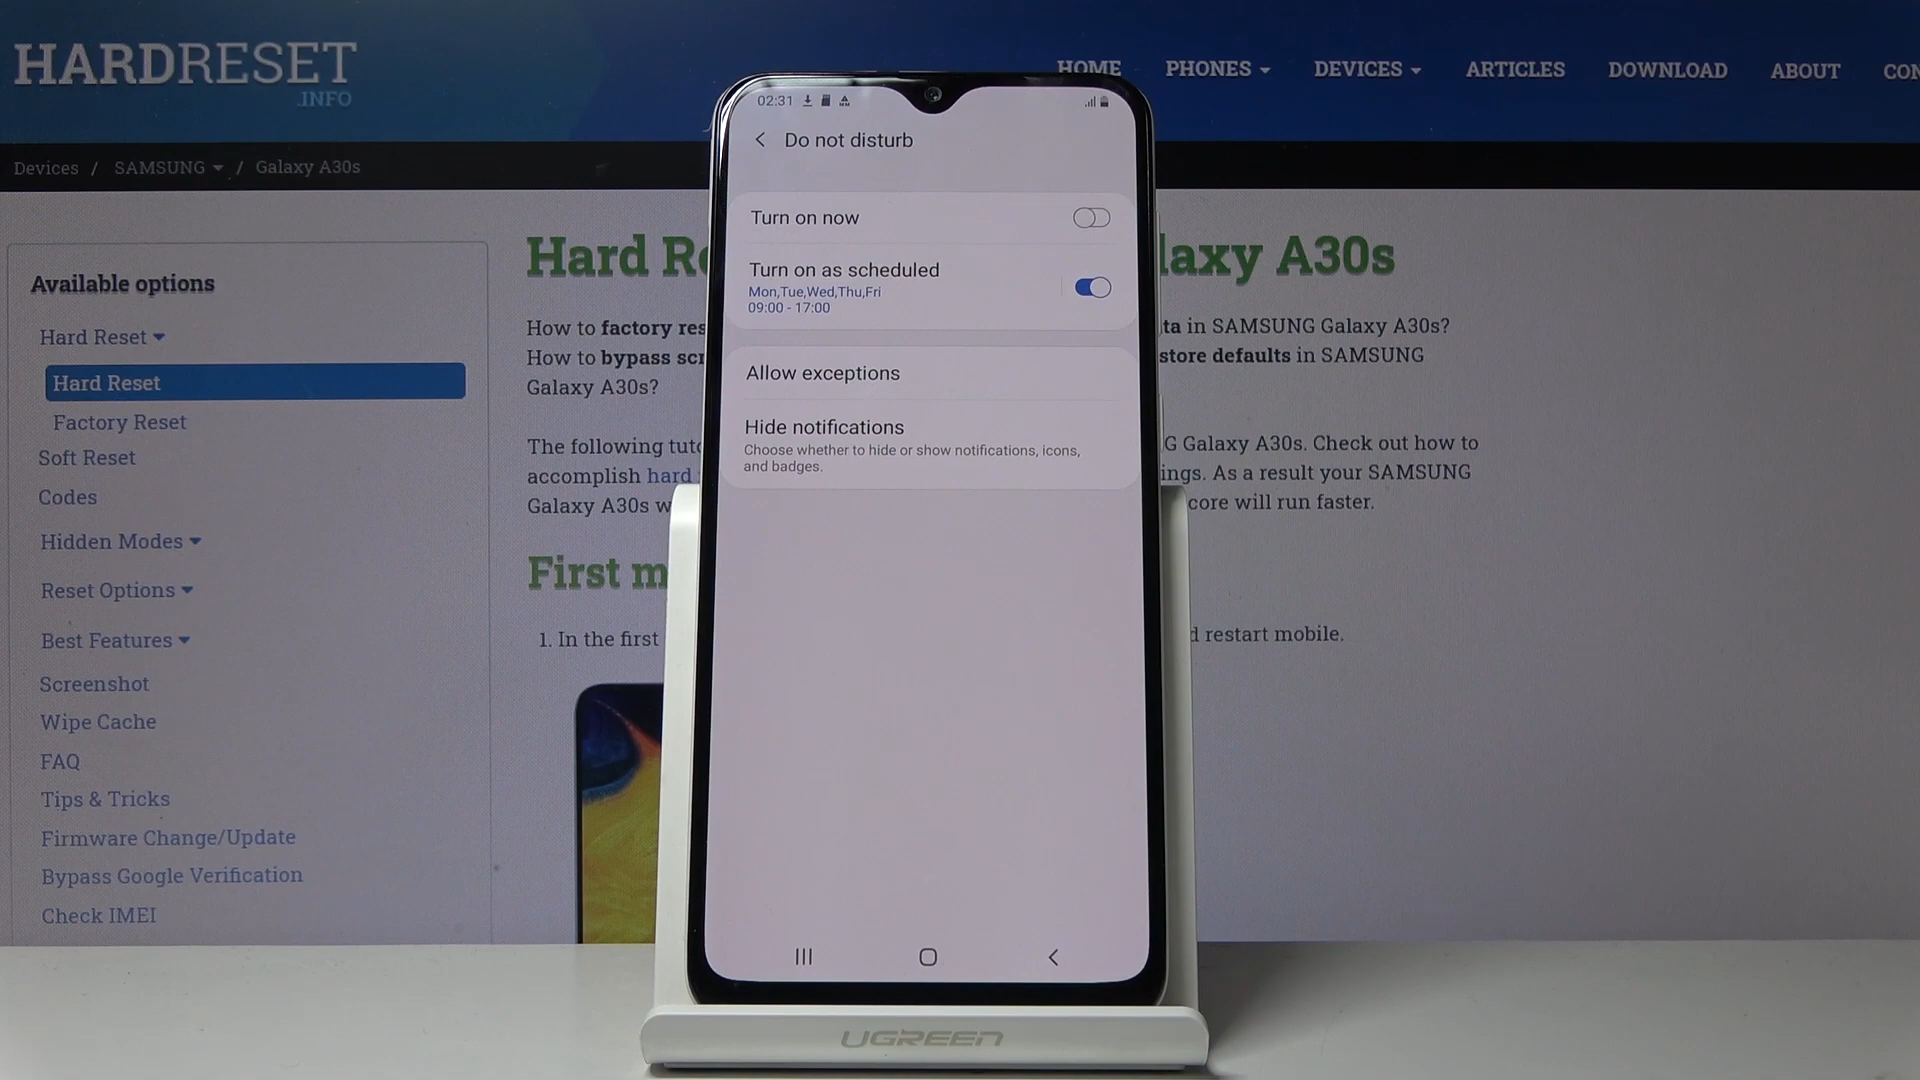 HARDRESET
.INFO
HOME PHONES DEVICES ARTICLES DOWNLOAD ABOUT CON
Devices / SAMSUNG / Galaxy A30s
Available options
Hard Reset
Hard Reset
Factory Reset
Soft Reset
Codes
Hidden Modes
Reset Options
Best Features
Screenshot
Wipe Cache
FAQ
Tips & Tricks
Firmware Change/Update
Bypass Google Verification
Check IMEI
Hard Re laxy A30s
How to factory res ta in SAMSUNG Galaxy A30s?
How to bypass scr store defaults in SAMSUNG
Galaxy A30s?
The following tuto G Galaxy A30s. Check out how to
accomplish hard ings. As a result your SAMSUNG
Galaxy A30s w core will run faster.
First m
1. In the first d restart mobile.
02:31
Do not disturb
Turn on now
Turn on as scheduled
Mon,Tue,Wed,Thu,Fri
09:00 - 17:00
Allow exceptions
Hide notifications
Choose whether to hide or show notifications, icons,
and badges.
UGREEN